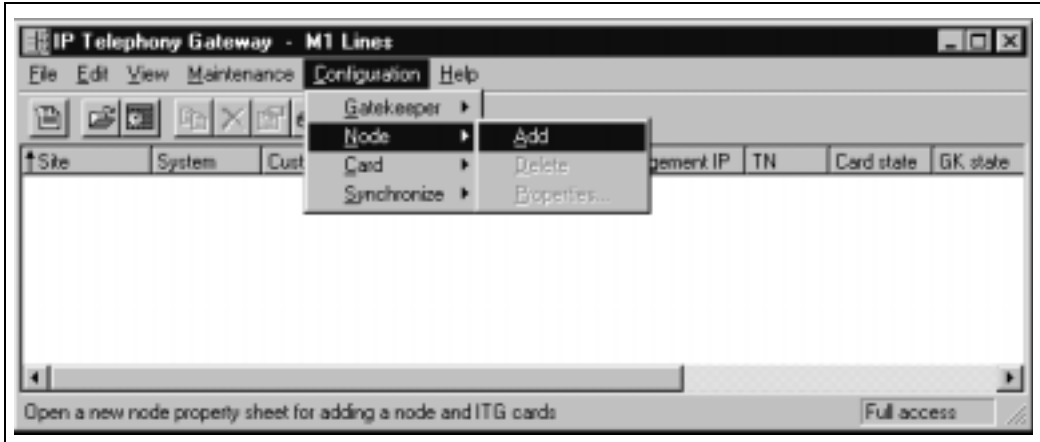 IP Telephony Gateway - M1 Lines
File Edit View Maintenance Configuration Help
Gatekeeper
Node
Add
Site System Cust Card Delete gement IP TN Card state GK state
Synchronize Properties...
Open a new node property sheet for adding a node and ITG cards Full access